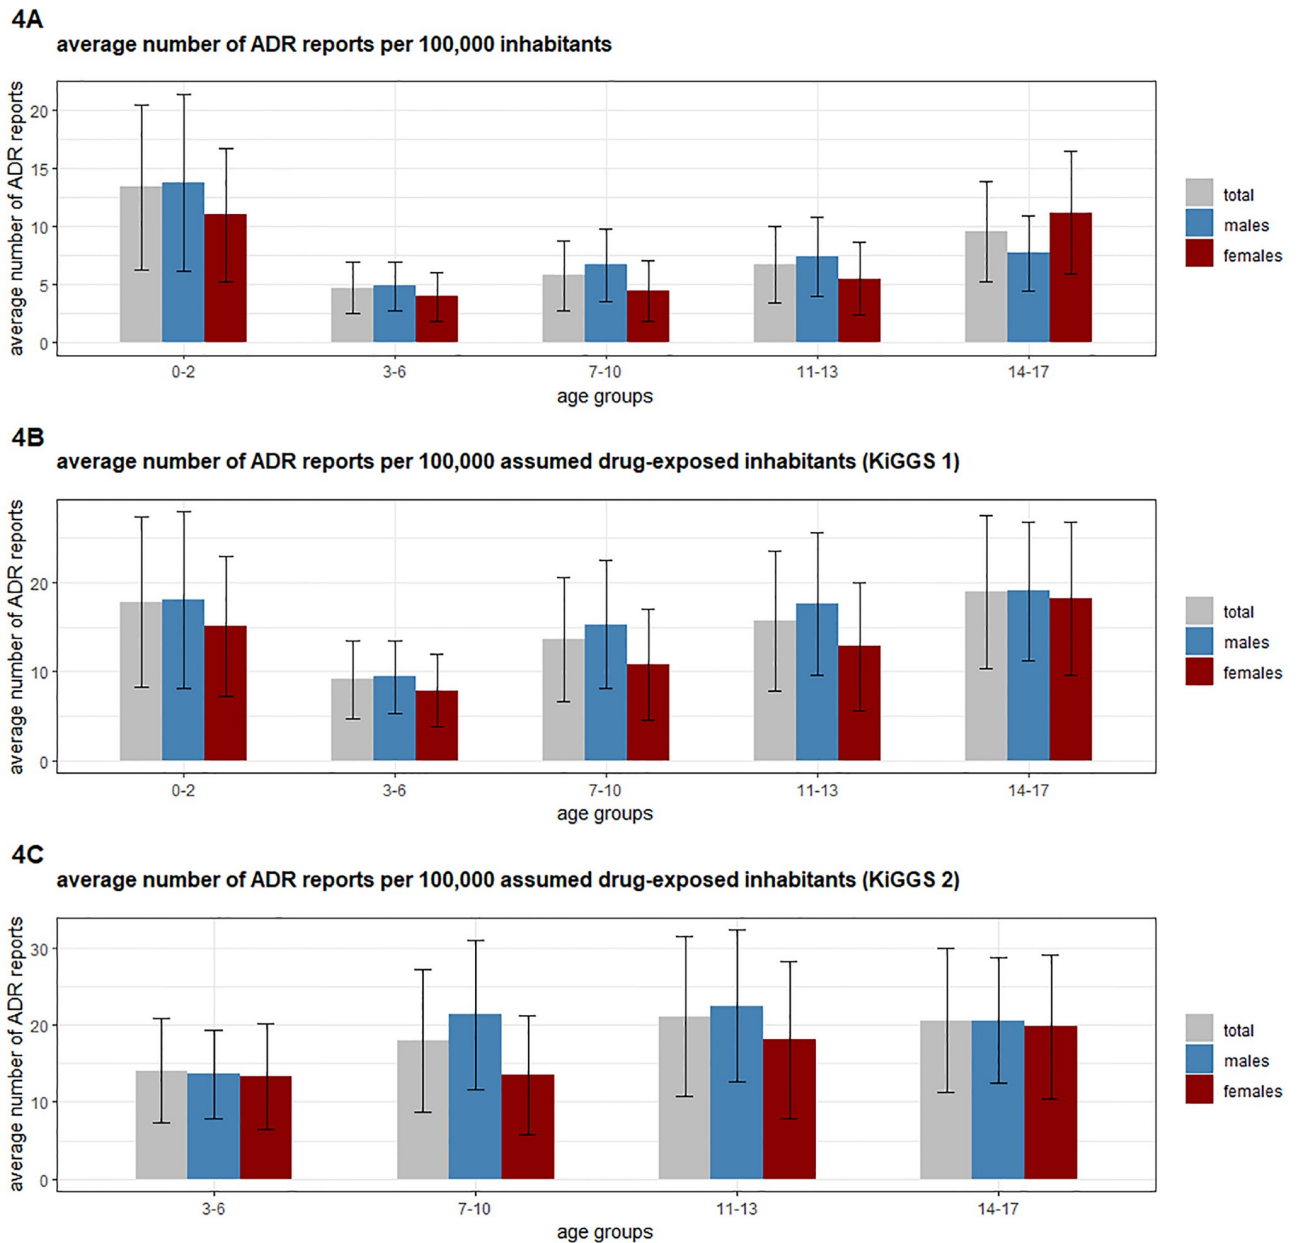 4A
average number of ADR reports per 100,000 inhabitants
average number of ADR reports
20
15
10
5
0
0-2
3-6
7-10
11-13
14-17
age groups
total
males
females
4B
average number of ADR reports per 100,000 assumed drug-exposed inhabitants (KiGGS 1)
average number of ADR reports
20
10
0
0-2
3-6
7-10
11-13
14-17
age groups
total
males
females
4C
average number of ADR reports per 100,000 assumed drug-exposed inhabitants (KiGGS 2)
average number of ADR reports
30
20
10
0
3-6
7-10
11-13
14-17
age groups
total
males
females